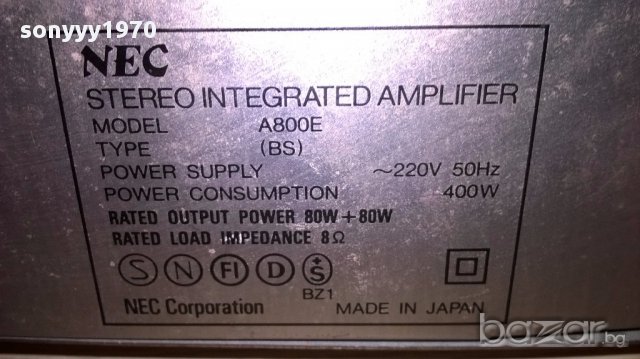 sonyyy1970
NEC
STEREO INTEGRATED AMPLIFIER
MODEL A800E
TYPE (BS)
POWER SUPPLY ~220V 50Hz
POWER CONSUMPTION 400W
RATED OUTPUT POWER 80W+80W
RATED LOAD IMPEDANCE 8Ω
S N FI D +S
BZ1
NEC Corporation MADE IN JAPAN
bazar.bg